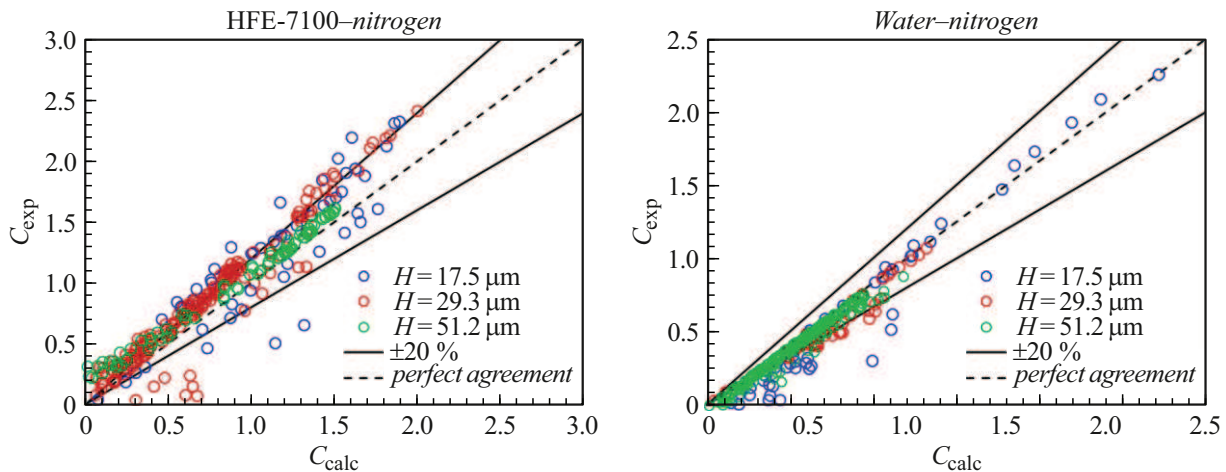 HFE-7100–nitrogen
3.0
2.5
2.0
1.5
1.0
0.5
0
C_exp
H = 17.5 μm
H = 29.3 μm
H = 51.2 μm
±20 %
perfect agreement
0 0.5 1.0 1.5 2.0 2.5 3.0
C_calc
Water–nitrogen
2.5
2.0
1.5
1.0
0.5
0
C_exp
H = 17.5 μm
H = 29.3 μm
H = 51.2 μm
±20 %
perfect agreement
0 0.5 1.0 1.5 2.0 2.5
C_calc